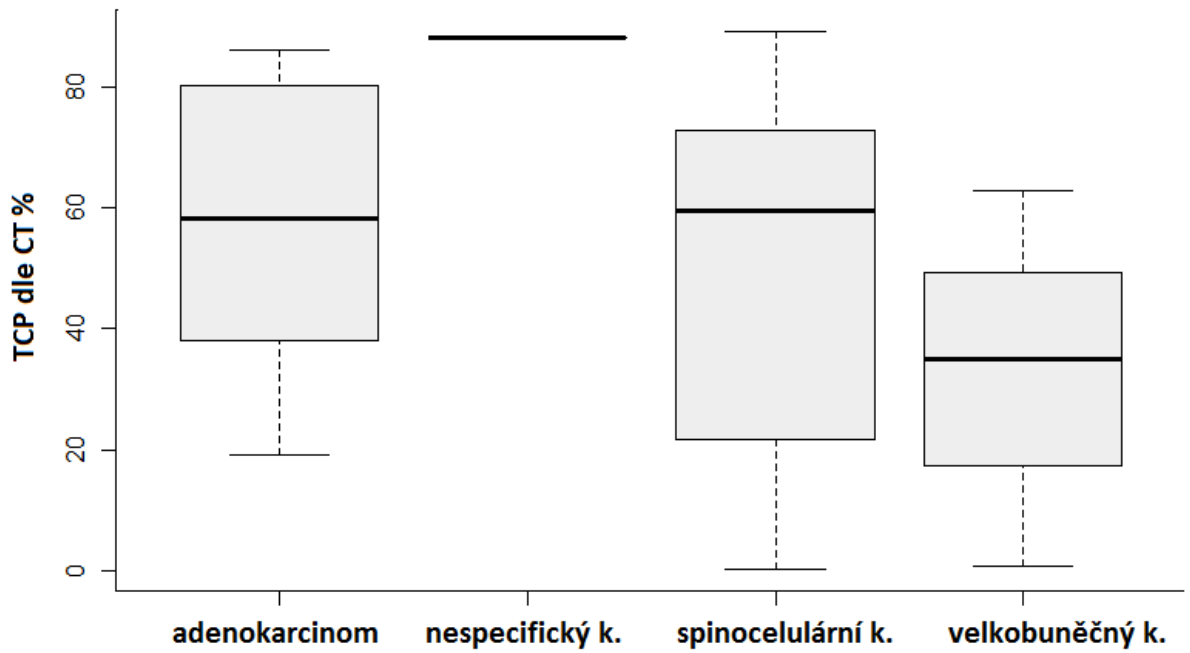 TCP dle CT %
80
60
40
20
0
adenokarcinom nespecifický k. spinocelulární k. velkobuněčný k.